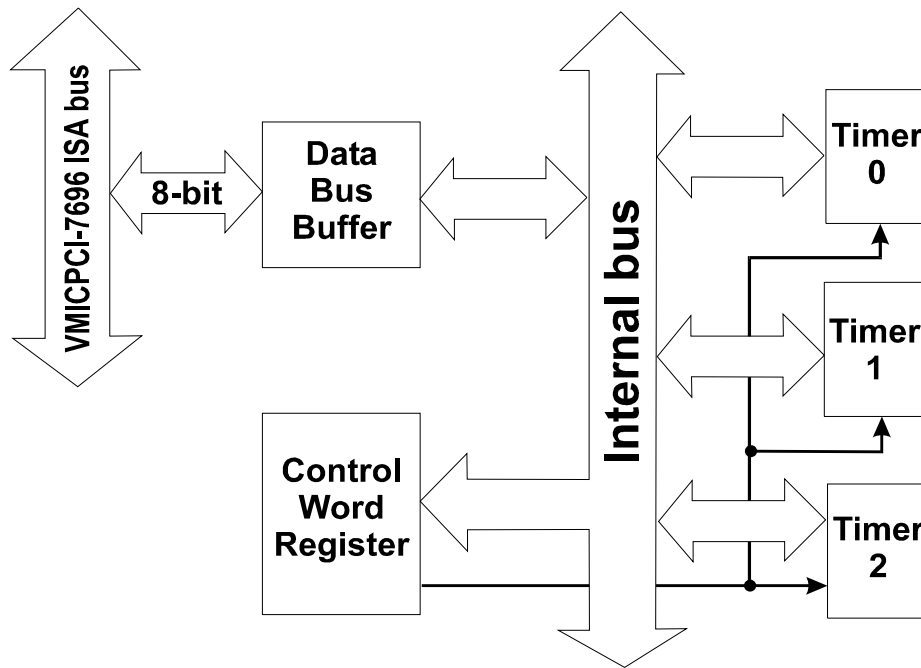 VMICPCI-7696 ISA bus
8-bit
Data
Bus
Buffer
Internal bus
Timer
0
Timer
1
Control
Word
Register
Timer
2